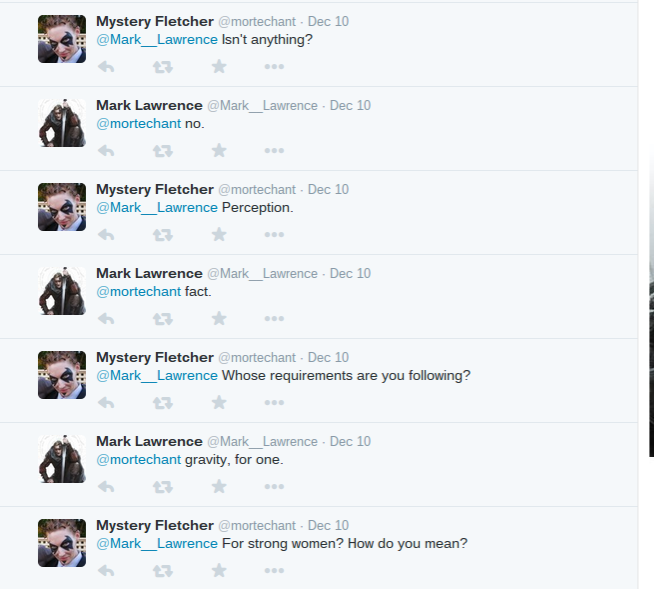 Mystery Fletcher @mortechant · Dec 10
@Mark__Lawrence Isn't anything?
Mark Lawrence @Mark__Lawrence · Dec 10
@mortechant no.
Mystery Fletcher @mortechant · Dec 10
@Mark__Lawrence Perception.
Mark Lawrence @Mark__Lawrence · Dec 10
@mortechant fact.
Mystery Fletcher @mortechant · Dec 10
@Mark__Lawrence Whose requirements are you following?
Mark Lawrence @Mark__Lawrence · Dec 10
@mortechant gravity, for one.
Mystery Fletcher @mortechant · Dec 10
@Mark__Lawrence For strong women? How do you mean?